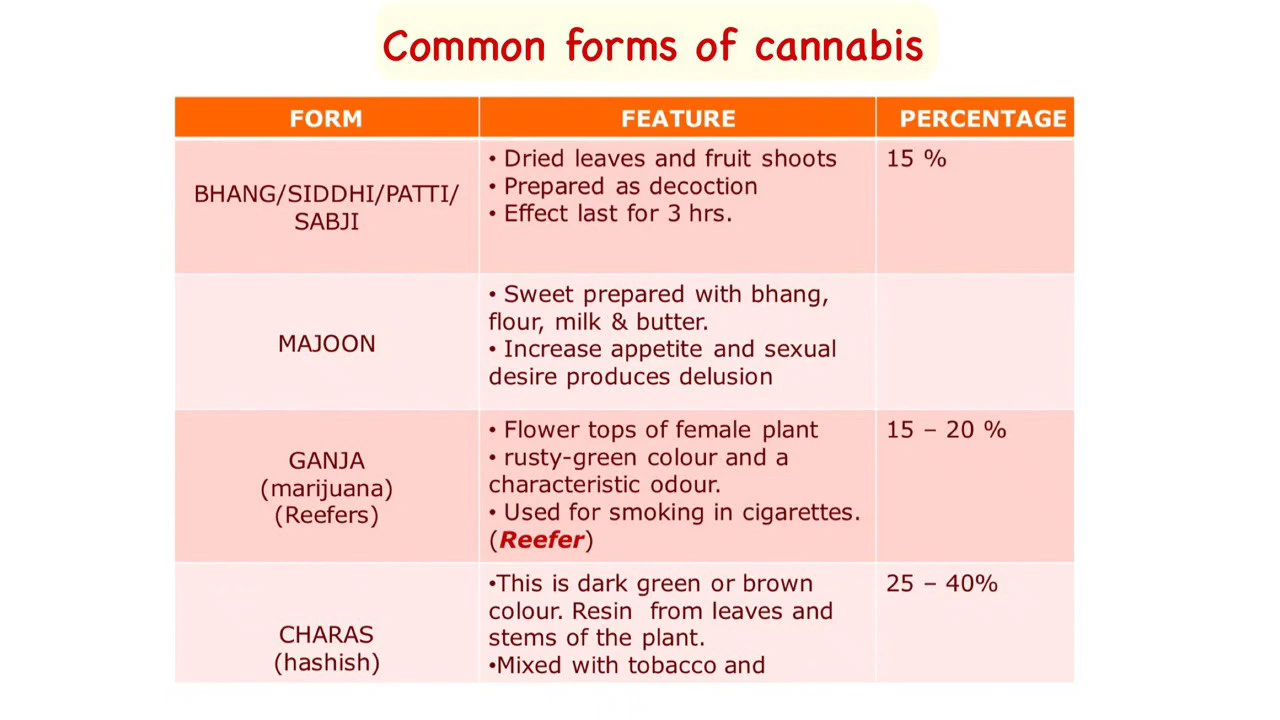 Common forms of cannabis
FORM FEATURE PERCENTAGE
BHANG/SIDDHI/PATTI/
SABJI
• Dried leaves and fruit shoots
• Prepared as decoction
• Effect last for 3 hrs.
15 %
MAJOON
• Sweet prepared with bhang,
flour, milk & butter.
• Increase appetite and sexual
desire produces delusion
GANJA
(marijuana)
(Reefers)
• Flower tops of female plant
• rusty-green colour and a
characteristic odour.
• Used for smoking in cigarettes.
(Reefer)
15 – 20 %
CHARAS
(hashish)
•This is dark green or brown
colour. Resin from leaves and
stems of the plant.
•Mixed with tobacco and
25 – 40%